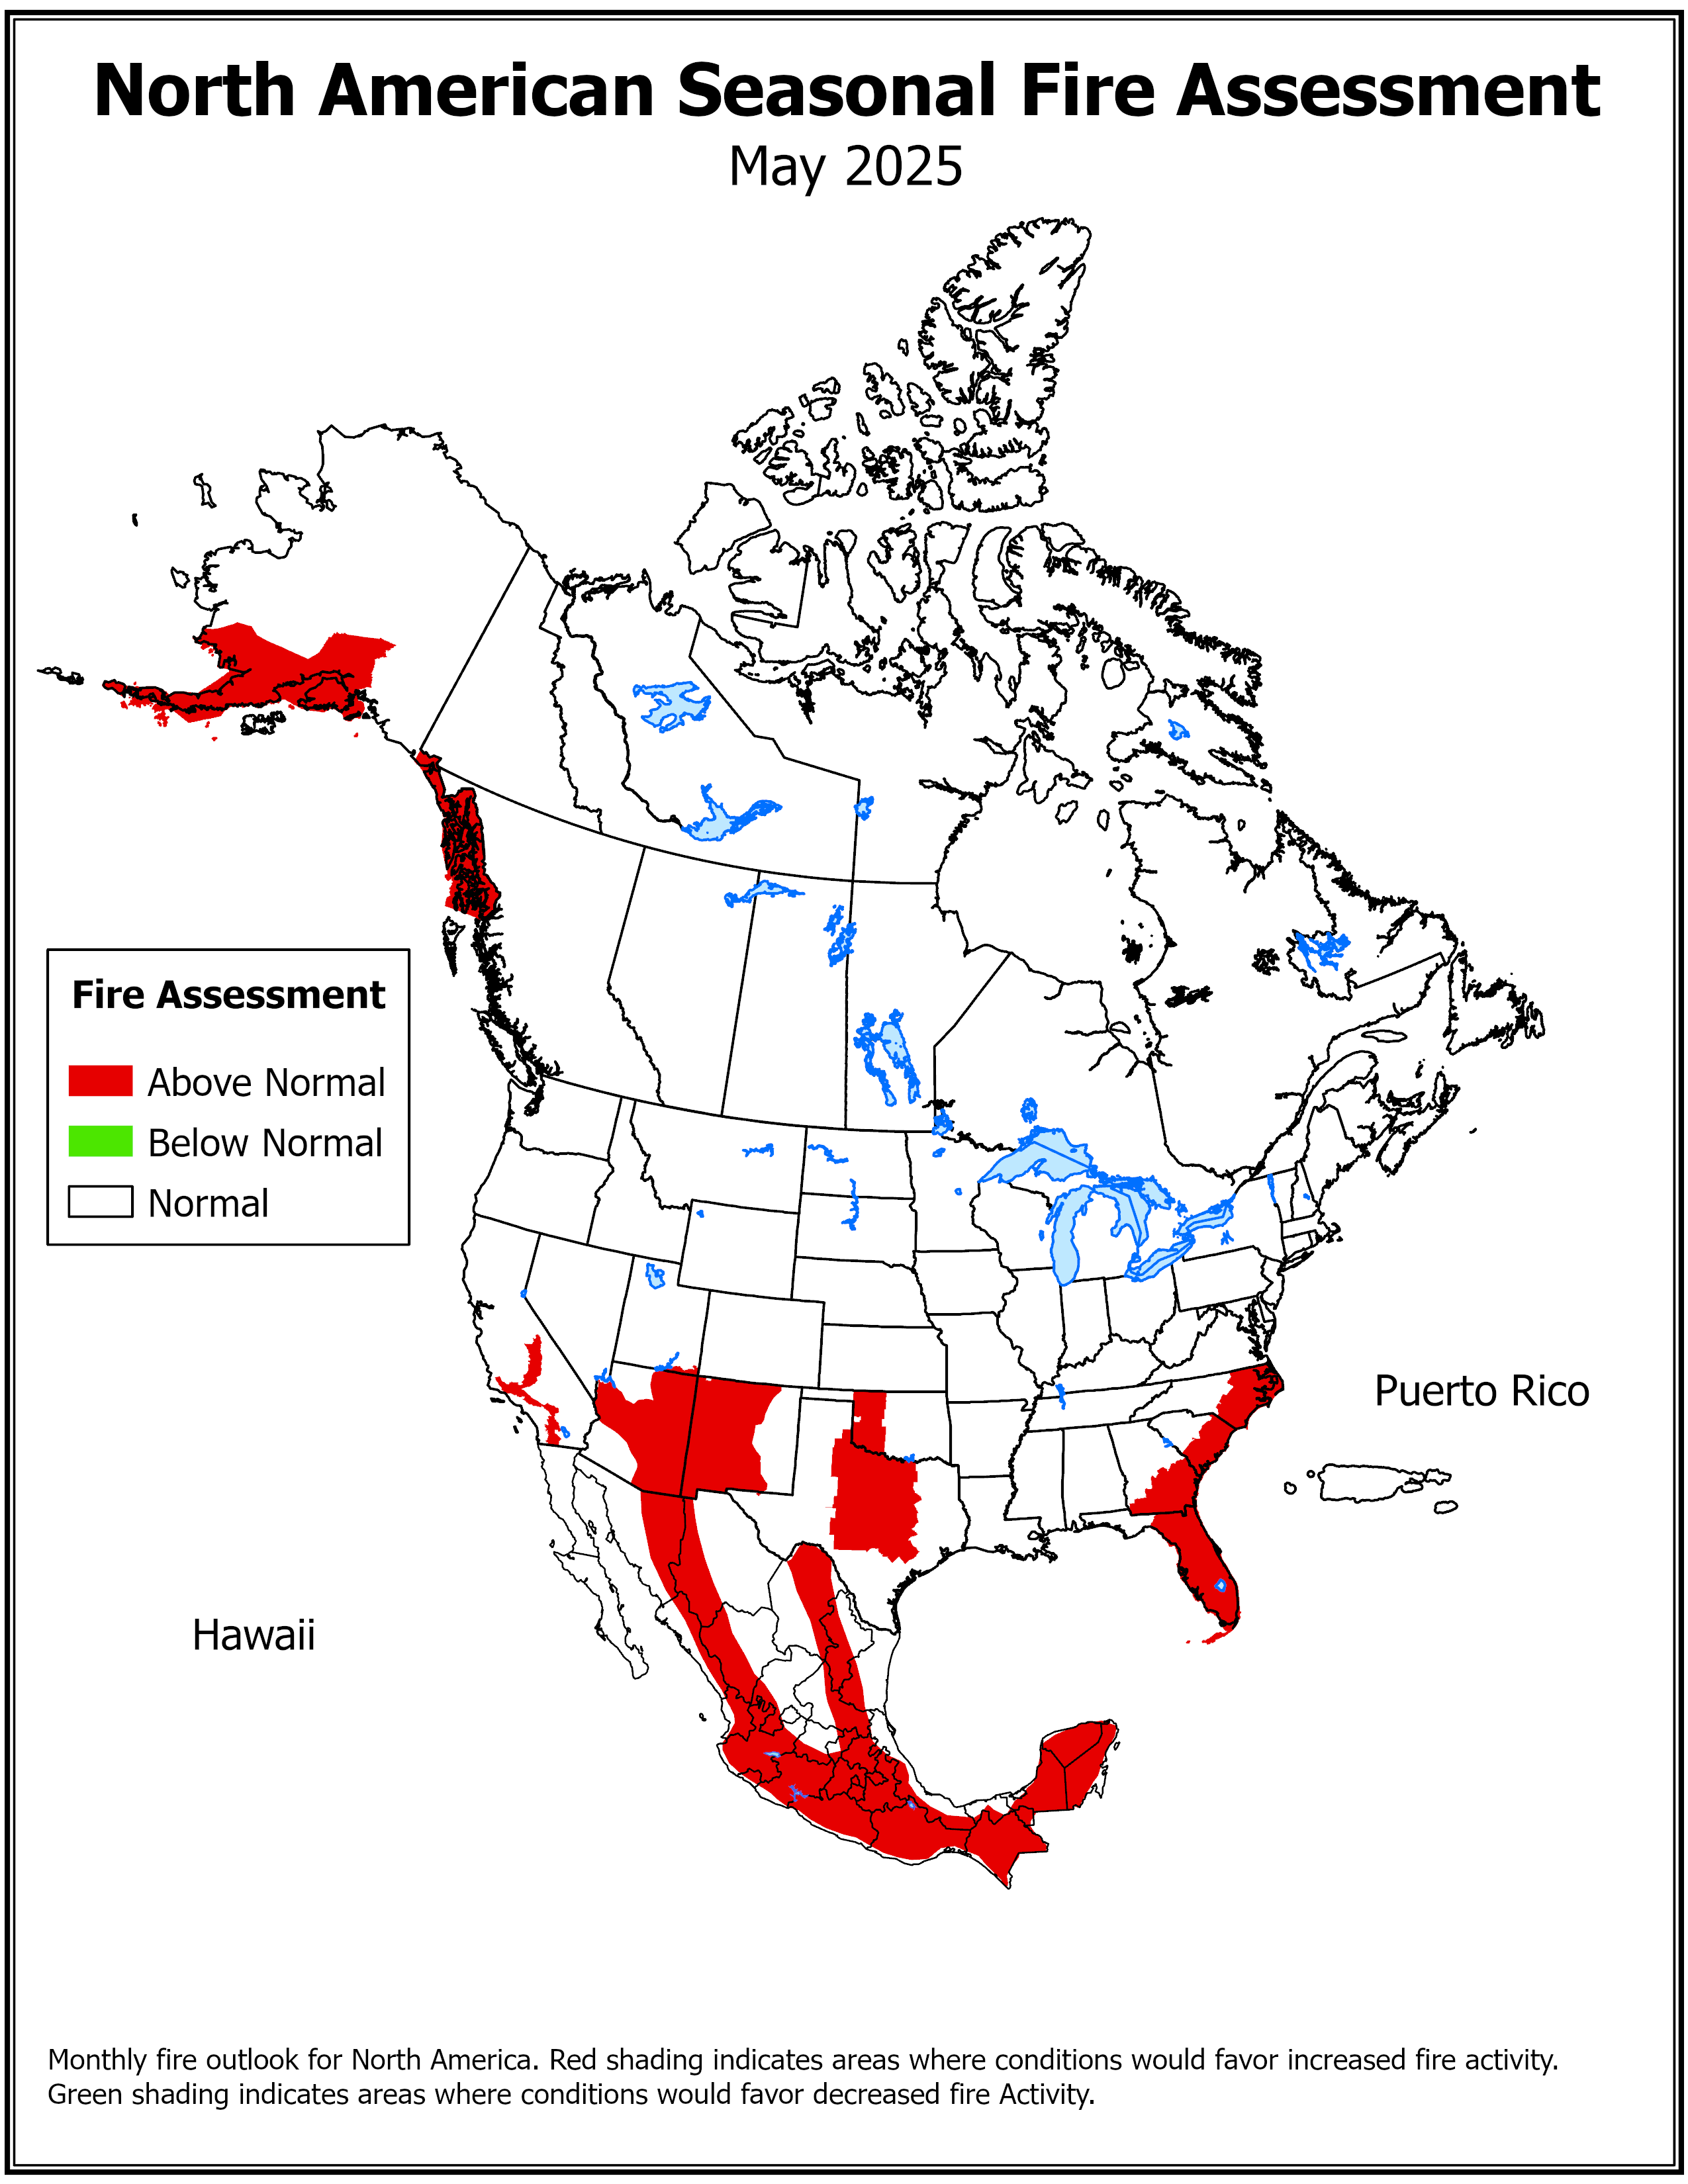 North American Seasonal Fire Assessment
May 2025
Fire Assessment
Above Normal
Below Normal
Normal
Puerto Rico
Hawaii
Monthly fire outlook for North America. Red shading indicates areas where conditions would favor increased fire activity.
Green shading indicates areas where conditions would favor decreased fire Activity.